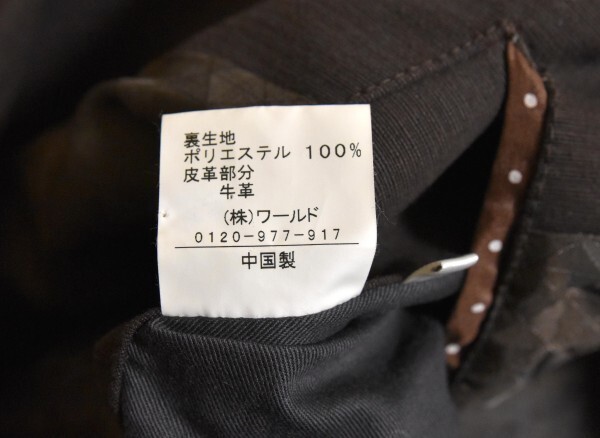 裏生地
ポリエステル 100%
皮革部分
牛革
(株)ワールド
0120-977-917
中国製